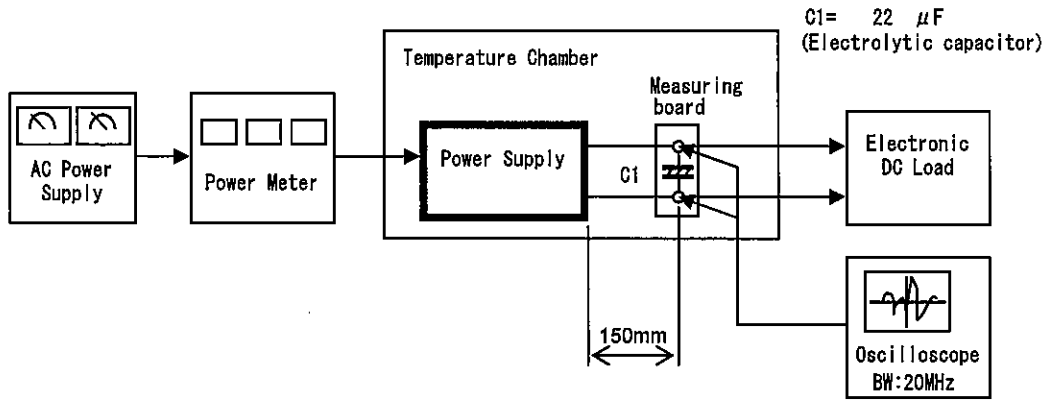 C1= 22 μF
(Electrolytic capacitor)
Temperature Chamber
Measuring
board
AC Power
Supply
Power Meter
Power Supply
C1
Electronic
DC Load
150mm
Oscilloscope
BW:20MHz